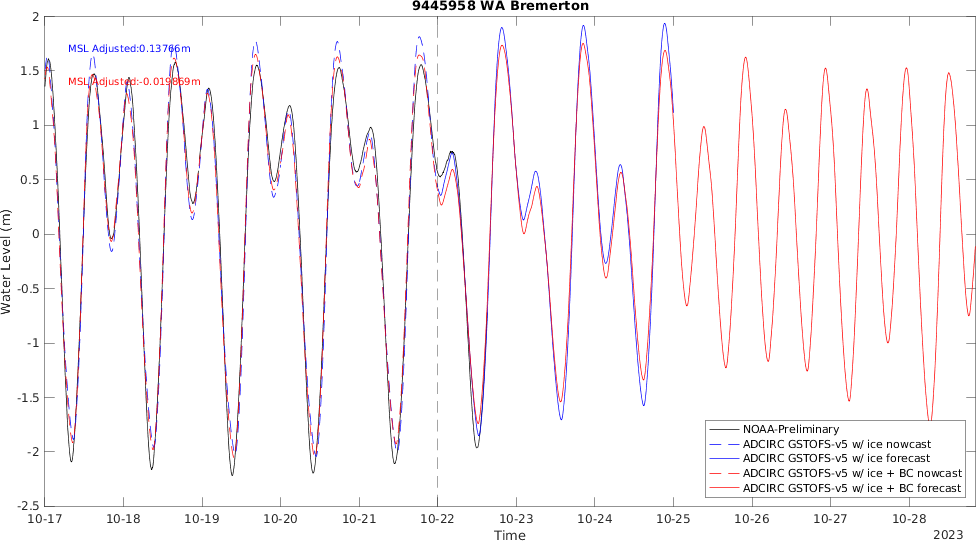 9445958 WA Bremerton
MSL Adjusted:0.13766m
MSL Adjusted:-0.019869m
Water Level (m)
2
1.5
1
0.5
0
-0.5
-1
-1.5
-2
-2.5
NOAA-Preliminary
ADCIRC GSTOFS-v5 w/ ice nowcast
ADCIRC GSTOFS-v5 w/ ice forecast
ADCIRC GSTOFS-v5 w/ ice + BC nowcast
ADCIRC GSTOFS-v5 w/ ice + BC forecast
10-17 10-18 10-19 10-20 10-21 10-22 10-23 10-24 10-25 10-26 10-27 10-28
Time
2023